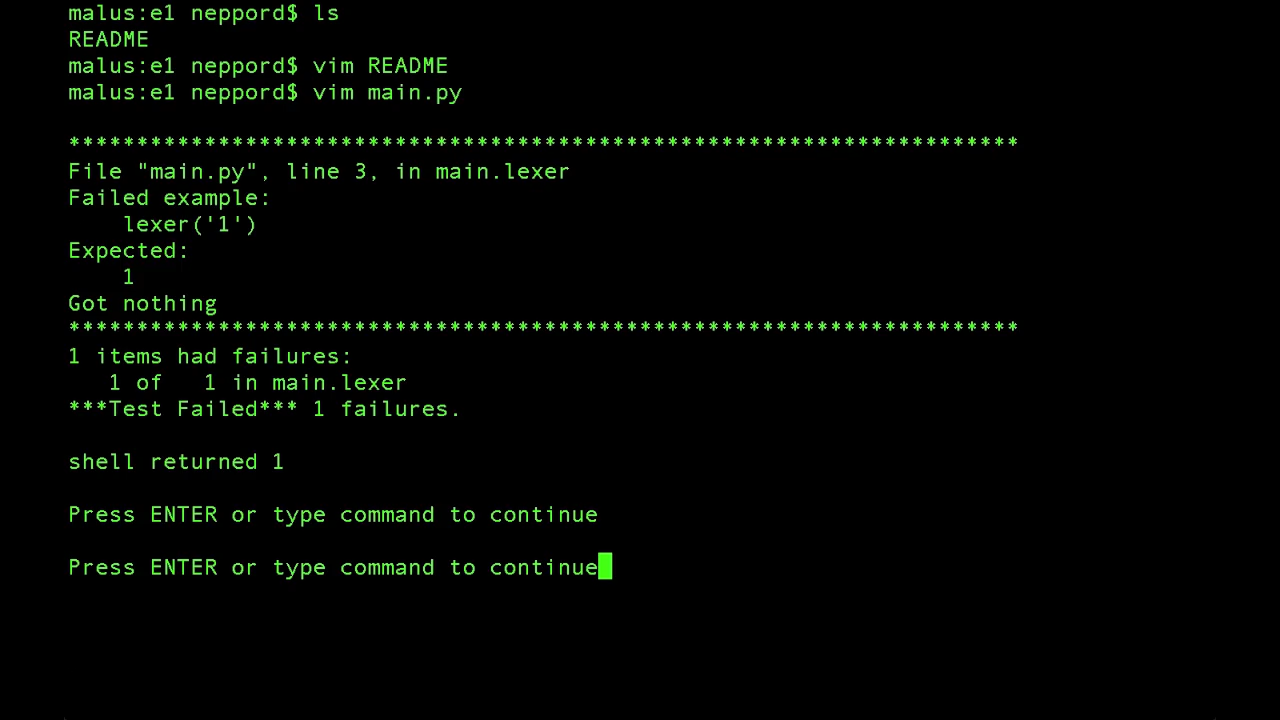 malus:e1 neppord$ ls
README
malus:e1 neppord$ vim README
malus:e1 neppord$ vim main.py
**********************************************************************
File "main.py", line 3, in main.lexer
Failed example:
    lexer('1')
Expected:
    1
Got nothing
**********************************************************************
1 items had failures:
   1 of   1 in main.lexer
***Test Failed*** 1 failures.
shell returned 1
Press ENTER or type command to continue
Press ENTER or type command to continue